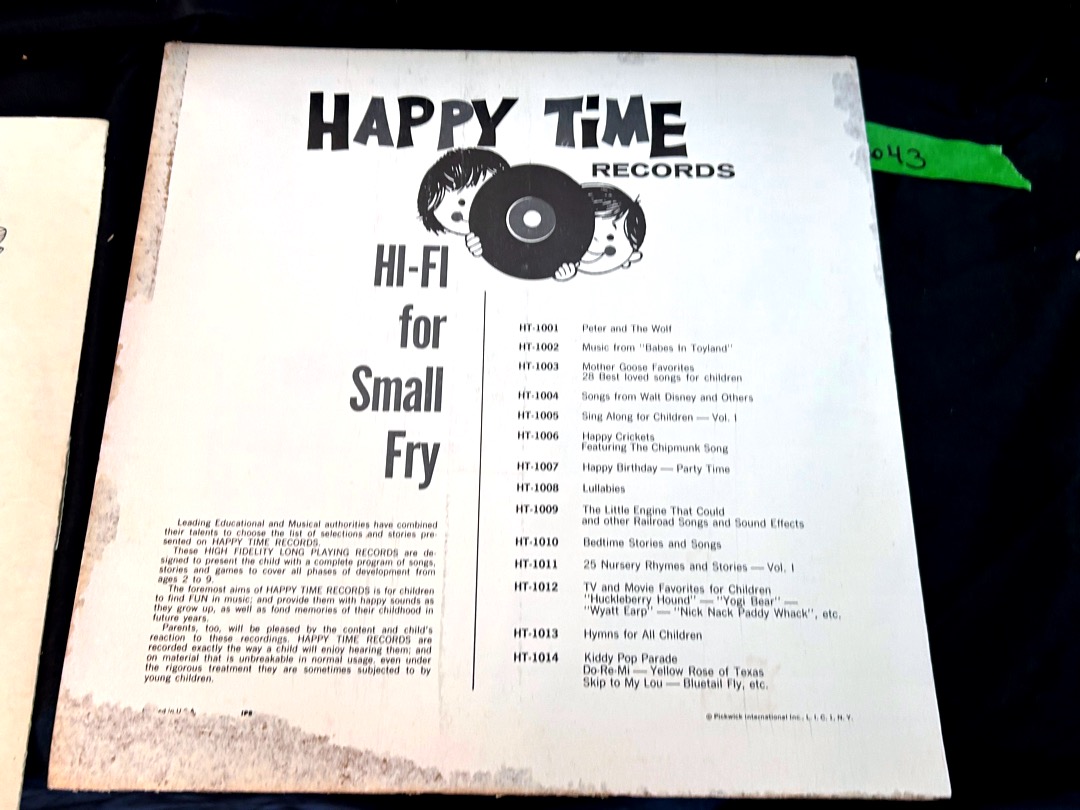 HAPPY TiME
RECORDS
HI-FI
for
Small
Fry
Leading Educational and Musical authorities have combined
their talents to choose the list of selections and stories pre-
sented on HAPPY TIME RECORDS.
These HIGH FIDELITY LONG PLAYING RECORDS are de-
signed to present the child with a complete program of songs,
stories and games to cover all phases of development from
ages 2 to 9.
The foremost aims of HAPPY TIME RECORDS is for children
to find FUN in music; and provide them with happy sounds as
they grow up, as well as fond memories of their childhood in
future years.
Parents, too, will be pleased by the content and child's
reaction to these recordings. HAPPY TIME RECORDS are
recorded exactly the way a child will enjoy hearing them; and
on material that is unbreakable in normal usage, even under
the rigorous treatment they are sometimes subjected to by
young children.
in U.S.A. IPB
HT-1001 Peter and The Wolf
HT-1002 Music from "Babes In Toyland"
HT-1003 Mother Goose Favorites
28 Best loved songs for children
HT-1004 Songs from Walt Disney and Others
HT-1005 Sing Along for Children — Vol. I
HT-1006 Happy Crickets
Featuring The Chipmunk Song
HT-1007 Happy Birthday — Party Time
HT-1008 Lullabies
HT-1009 The Little Engine That Could
and other Railroad Songs and Sound Effects
HT-1010 Bedtime Stories and Songs
HT-1011 25 Nursery Rhymes and Stories — Vol. I
HT-1012 TV and Movie Favorites for Children
"Huckleberry Hound" — "Yogi Bear" —
"Wyatt Earp" — "Nick Nack Paddy Whack", etc.
HT-1013 Hymns for All Children
HT-1014 Kiddy Pop Parade
Do-Re-Mi — Yellow Rose of Texas
Skip to My Lou — Bluetail Fly, etc.
© Pickwick International Inc., L. I. C. 1, N. Y.
043